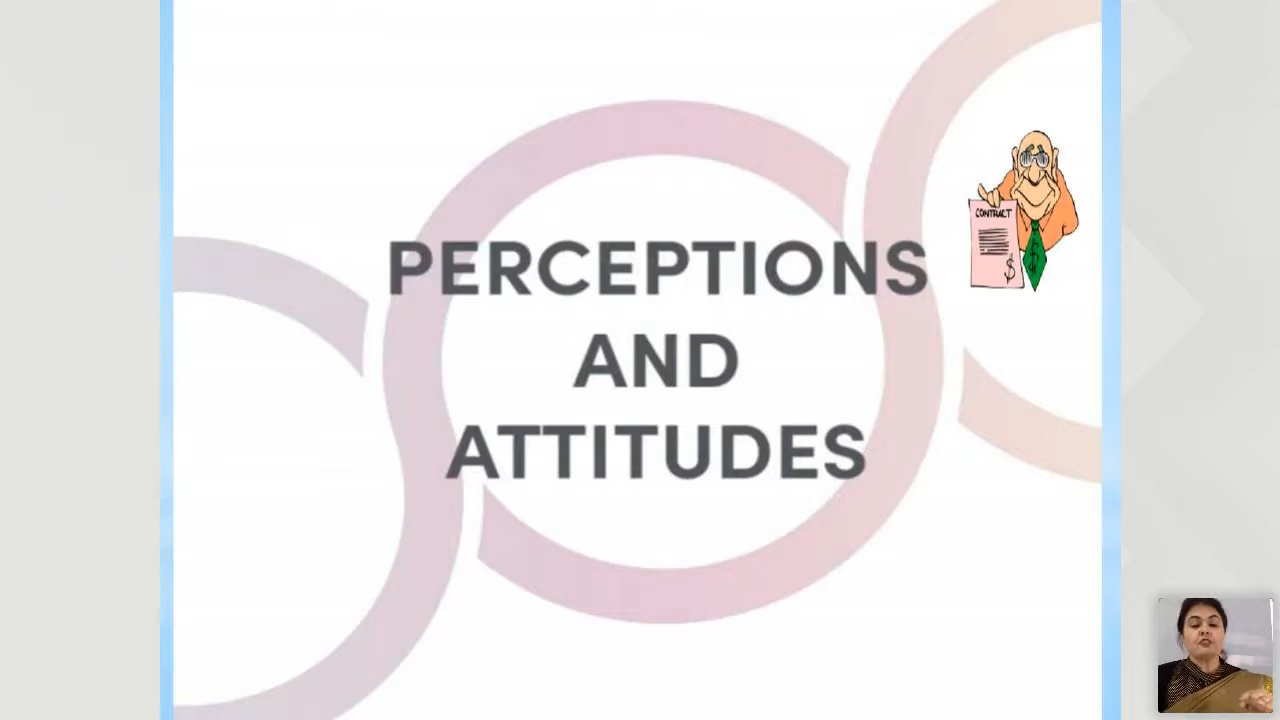 PERCEPTIONS
AND
ATTITUDES
CONTRACT
$
$